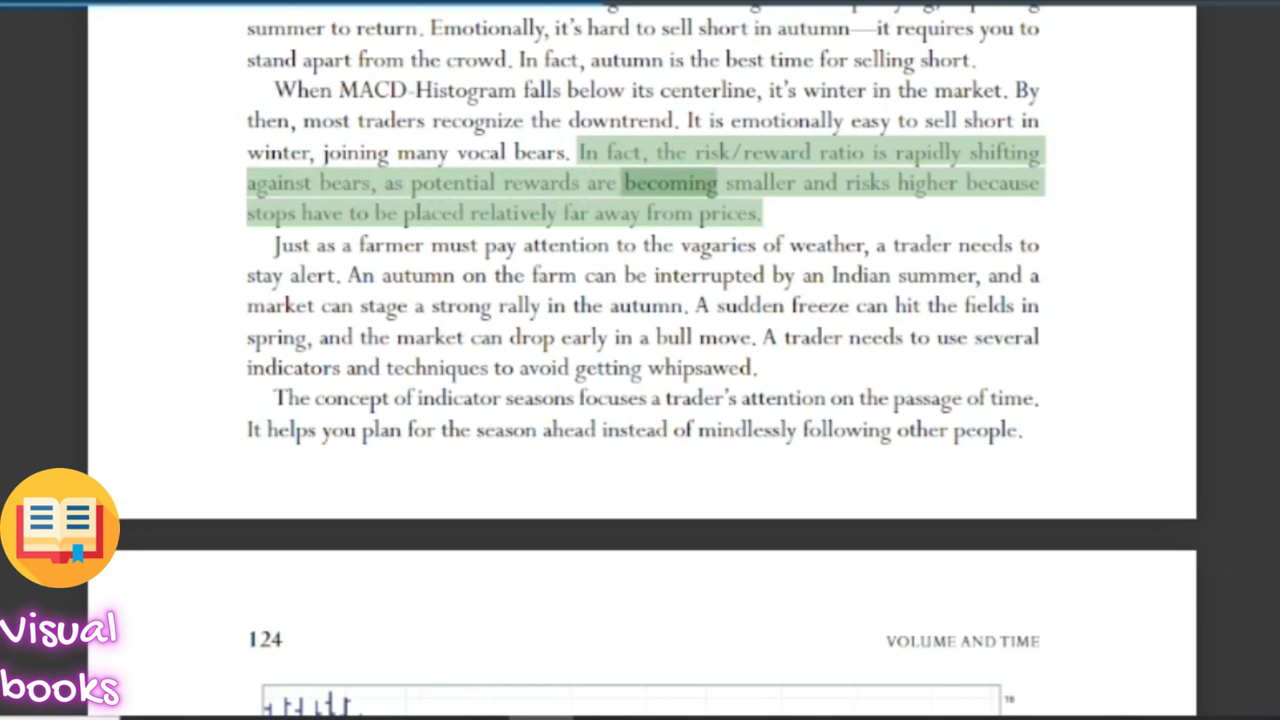 summer to return. Emotionally, it's hard to sell short in autumn—it requires you to
stand apart from the crowd. In fact, autumn is the best time for selling short.
When MACD-Histogram falls below its centerline, it's winter in the market. By
then, most traders recognize the downtrend. It is emotionally easy to sell short in
winter, joining many vocal bears. In fact, the risk/reward ratio is rapidly shifting
against bears, as potential rewards are becoming smaller and risks higher because
stops have to be placed relatively far away from prices.
Just as a farmer must pay attention to the vagaries of weather, a trader needs to
stay alert. An autumn on the farm can be interrupted by an Indian summer, and a
market can stage a strong rally in the autumn. A sudden freeze can hit the fields in
spring, and the market can drop early in a bull move. A trader needs to use several
indicators and techniques to avoid getting whipsawed.
The concept of indicator seasons focuses a trader's attention on the passage of time.
It helps you plan for the season ahead instead of mindlessly following other people.
Visual
books
124 VOLUME AND TIME